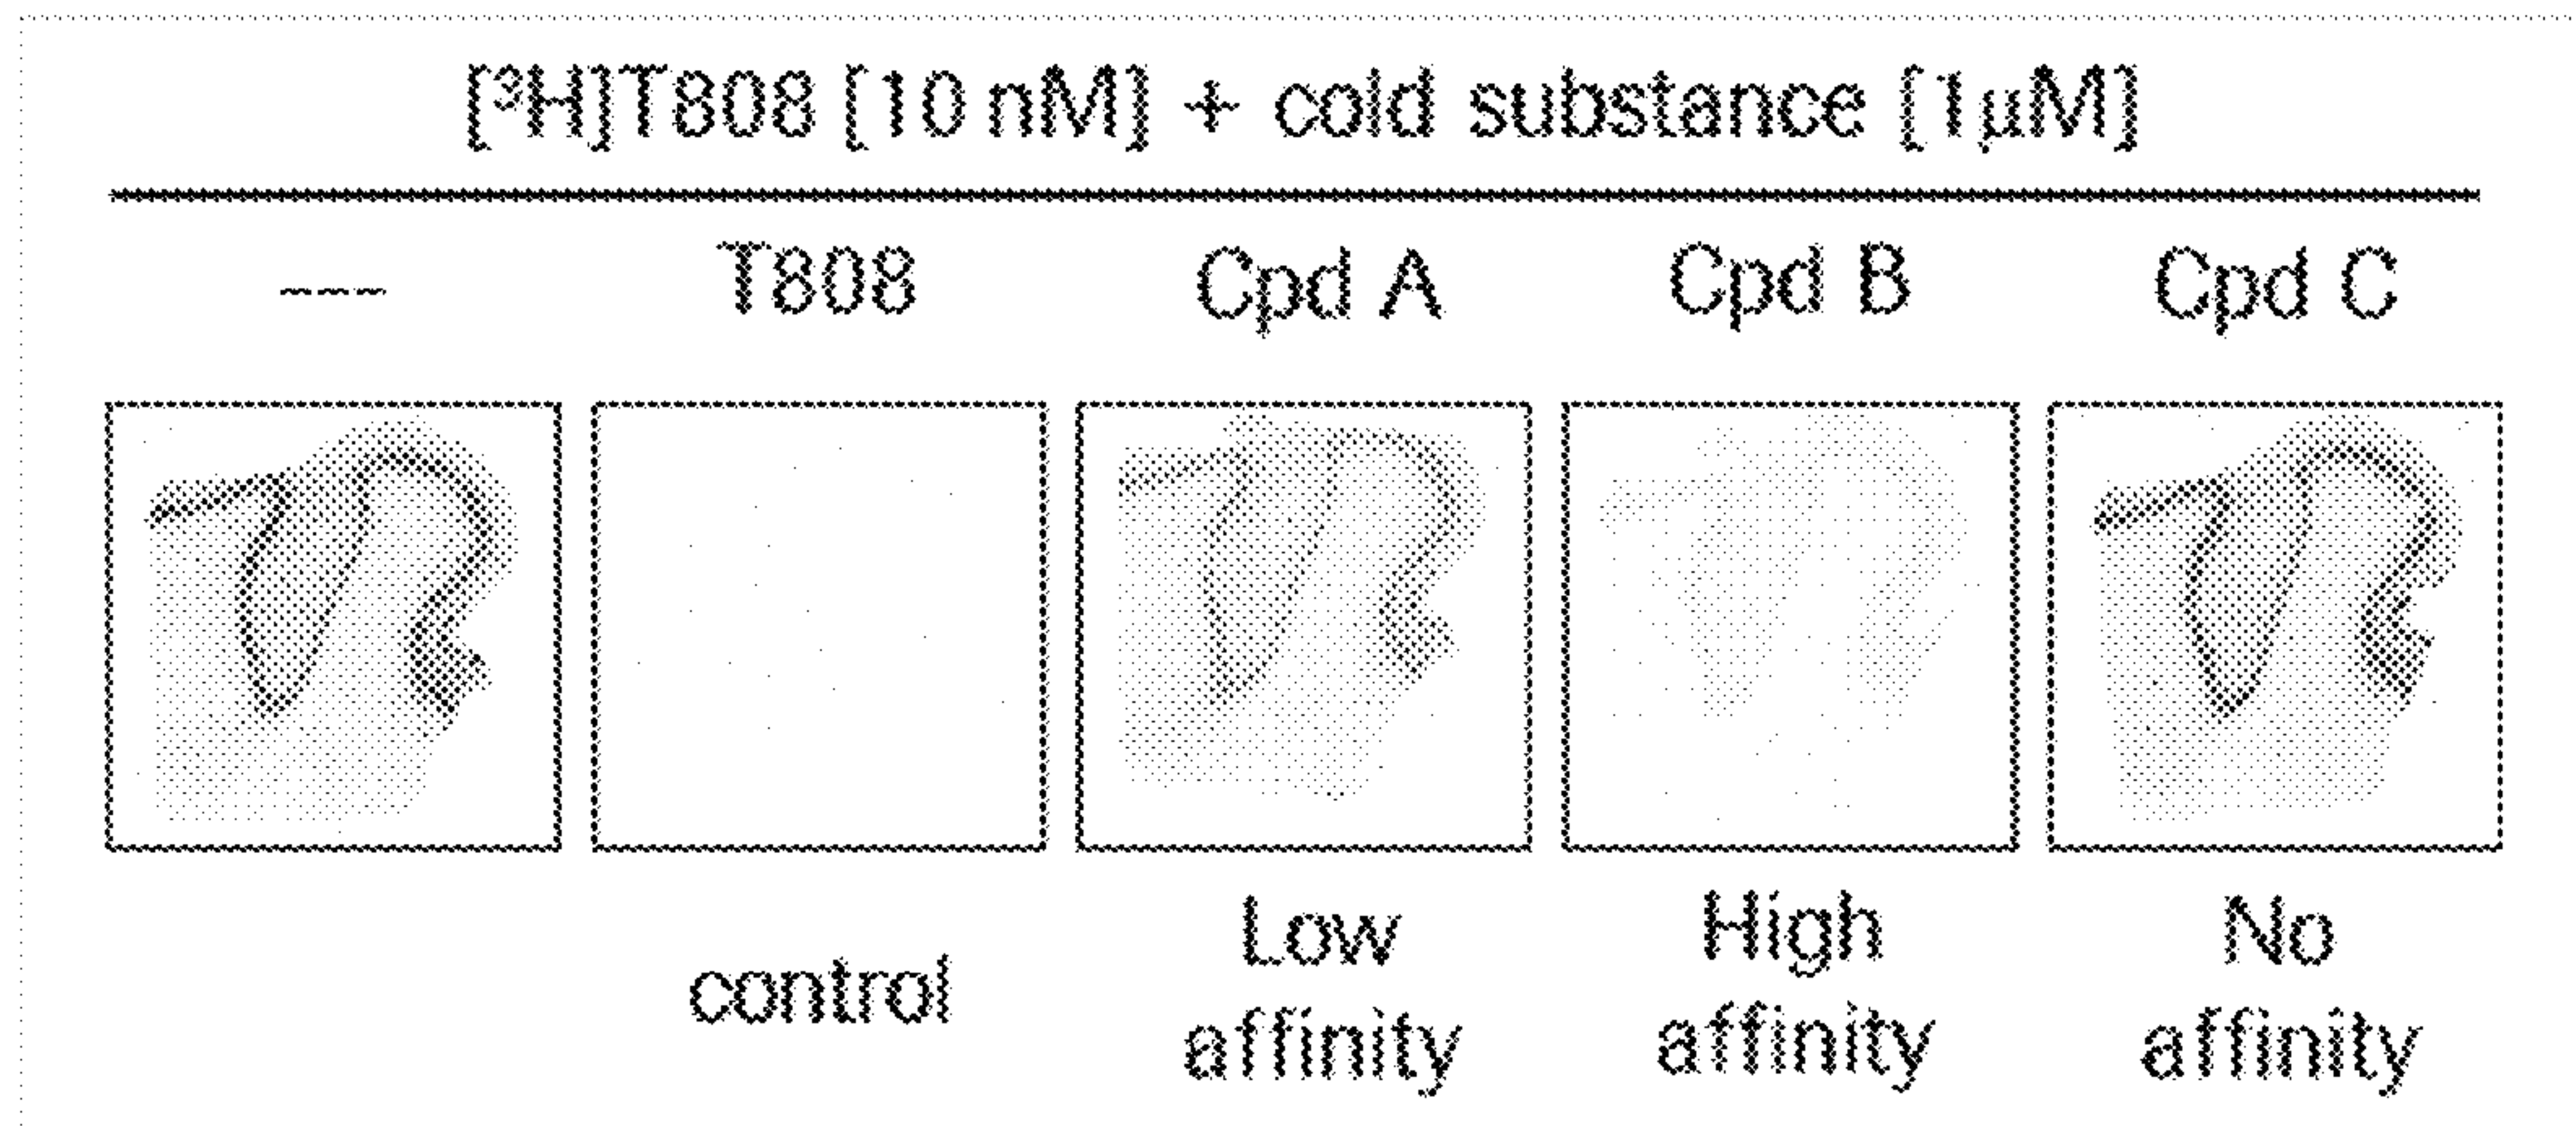 [³H]T808 [10 nM] + cold substance [1µM]
--- T808 Cpd A Cpd B Cpd C
control Low affinity High affinity No affinity